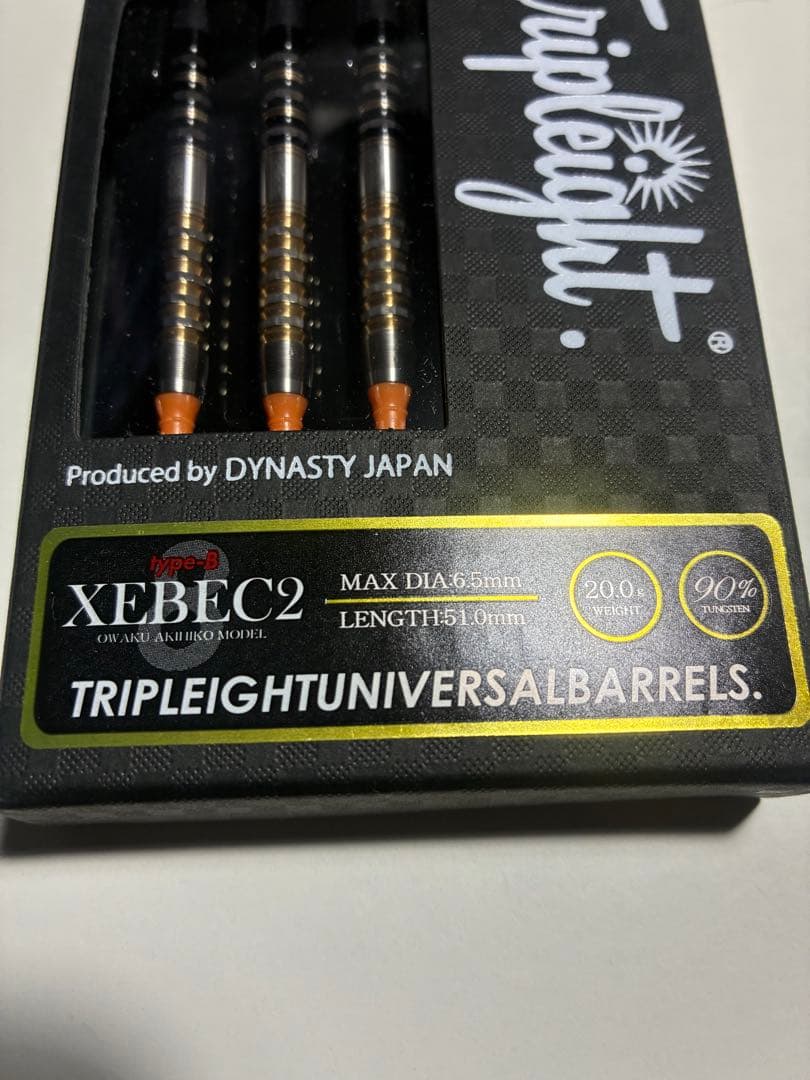 Tripleight.®
Produced by DYNASTY JAPAN
type-B
XEBEC2
OWAKU AKIHIKO MODEL
MAX DIA:6.5mm
LENGTH:51.0mm
20.0g
WEIGHT
90%
TUNGSTEN
TRIPLEIGHTUNIVERSALBARRELS.